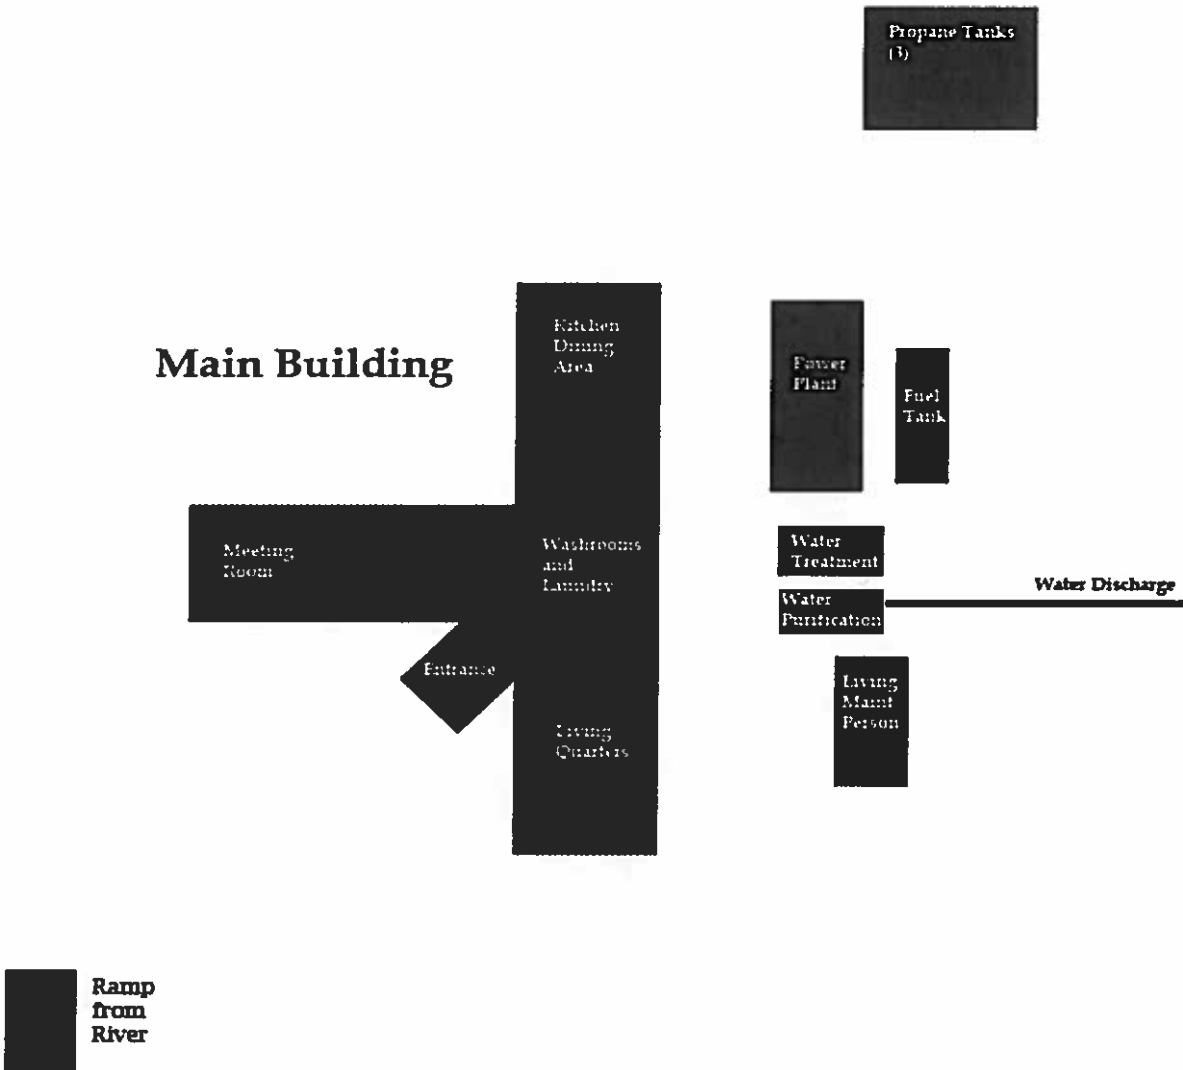 Propane Tanks
(3)
Main Building
Kitchen
Dining
Area
Power
Plant
Fuel
Tank
Meeting
Room
Washrooms
and
Laundry
Water
Treatment
Water
Purification
Water Discharge
Entrance
Living
Quarters
Living
Maint
Person
Ramp
from
River